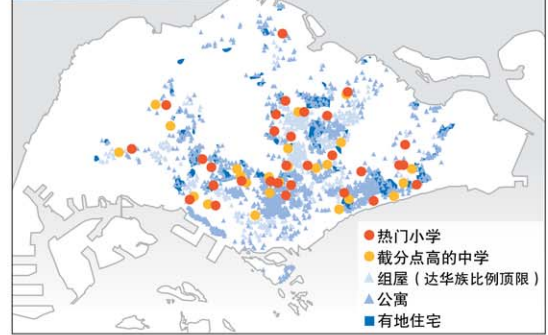 热门小学
截分点高的中学
组屋（达华族比例顶限）
公寓
有地住宅